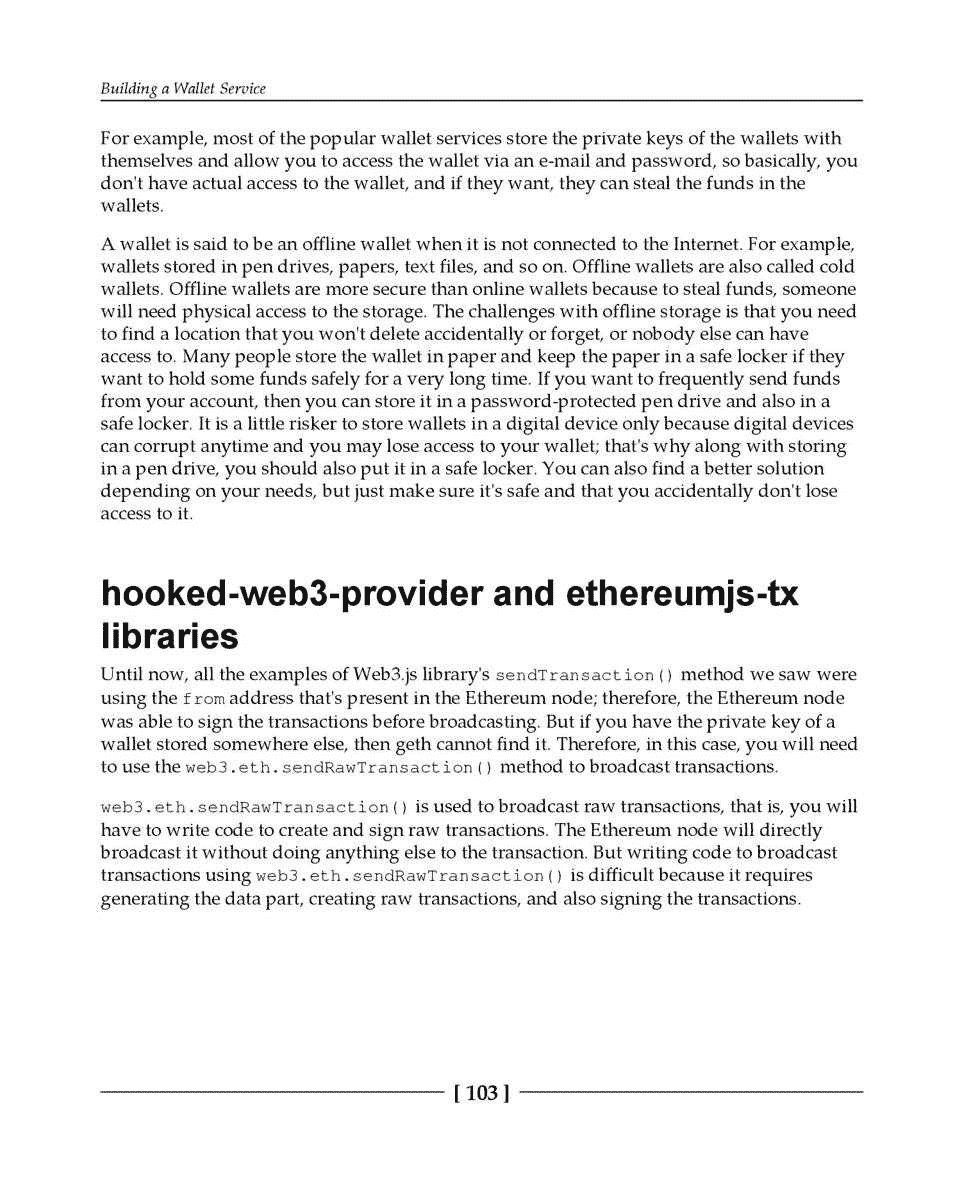 Building a Wallet Service
For example, most of the popular wallet services store the private keys of the wallets with
themselves and allow you to access the wallet via an e-mail and password, so basically, you
don't have actual access to the wallet, and if they want, they can steal the funds in the
wallets.
A wallet is said to be an offline wallet when it is not connected to the Internet. For example,
wallets stored in pen drives, papers, text files, and so on. Offline wallets are also called cold
wallets. Offline wallets are more secure than online wallets because to steal funds, someone
will need physical access to the storage. The challenges with offline storage is that you need
to find a location that you won't delete accidentally or forget, or nobody else can have
access to. Many people store the wallet in paper and keep the paper in a safe locker if they
want to hold some funds safely for a very long time. If you want to frequently send funds
from your account, then you can store it in a password-protected pen drive and also in a
safe locker. It is a little risker to store wallets in a digital device only because digital devices
can corrupt anytime and you may lose access to your wallet; that's why along with storing
in a pen drive, you should also put it in a safe locker. You can also find a better solution
depending on your needs, but just make sure it's safe and that you accidentally don't lose
access to it.
hooked-web3-provider and ethereumjs-tx
libraries
Until now, all the examples of Web3.js library's sendTransaction() method we saw were
using the from address that's present in the Ethereum node; therefore, the Ethereum node
was able to sign the transactions before broadcasting. But if you have the private key of a
wallet stored somewhere else, then geth cannot find it. Therefore, in this case, you will need
to use the web3.eth.sendRawTransaction() method to broadcast transactions.
web3.eth.sendRawTransaction() is used to broadcast raw transactions, that is, you will
have to write code to create and sign raw transactions. The Ethereum node will directly
broadcast it without doing anything else to the transaction. But writing code to broadcast
transactions using web3.eth.sendRawTransaction() is difficult because it requires
generating the data part, creating raw transactions, and also signing the transactions.
[ 103 ]